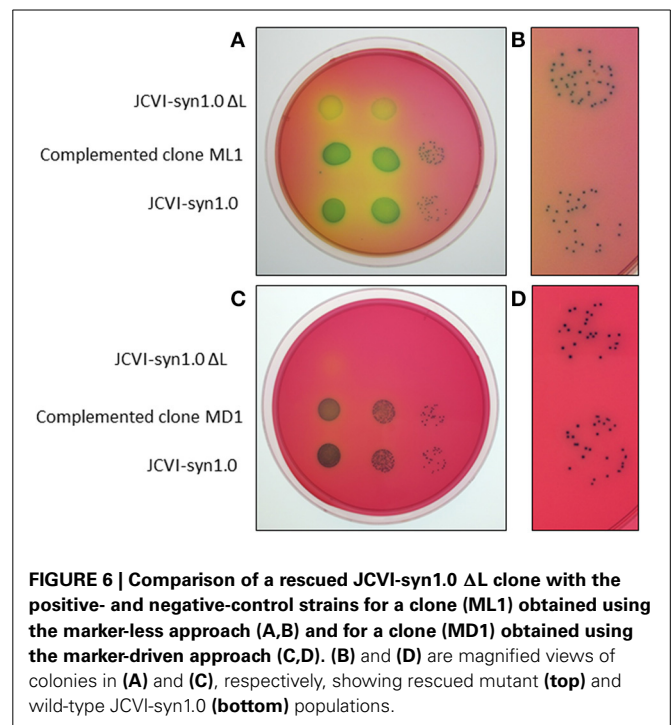 A
B
JCVI-syn1.0 ΔL
Complemented clone ML1
JCVI-syn1.0
C
D
JCVI-syn1.0 ΔL
Complemented clone MD1
JCVI-syn1.0
FIGURE 6 | Comparison of a rescued JCVI-syn1.0 ΔL clone with the
positive- and negative-control strains for a clone (ML1) obtained using
the marker-less approach (A,B) and for a clone (MD1) obtained using
the marker-driven approach (C,D). (B) and (D) are magnified views of
colonies in (A) and (C), respectively, showing rescued mutant (top) and
wild-type JCVI-syn1.0 (bottom) populations.